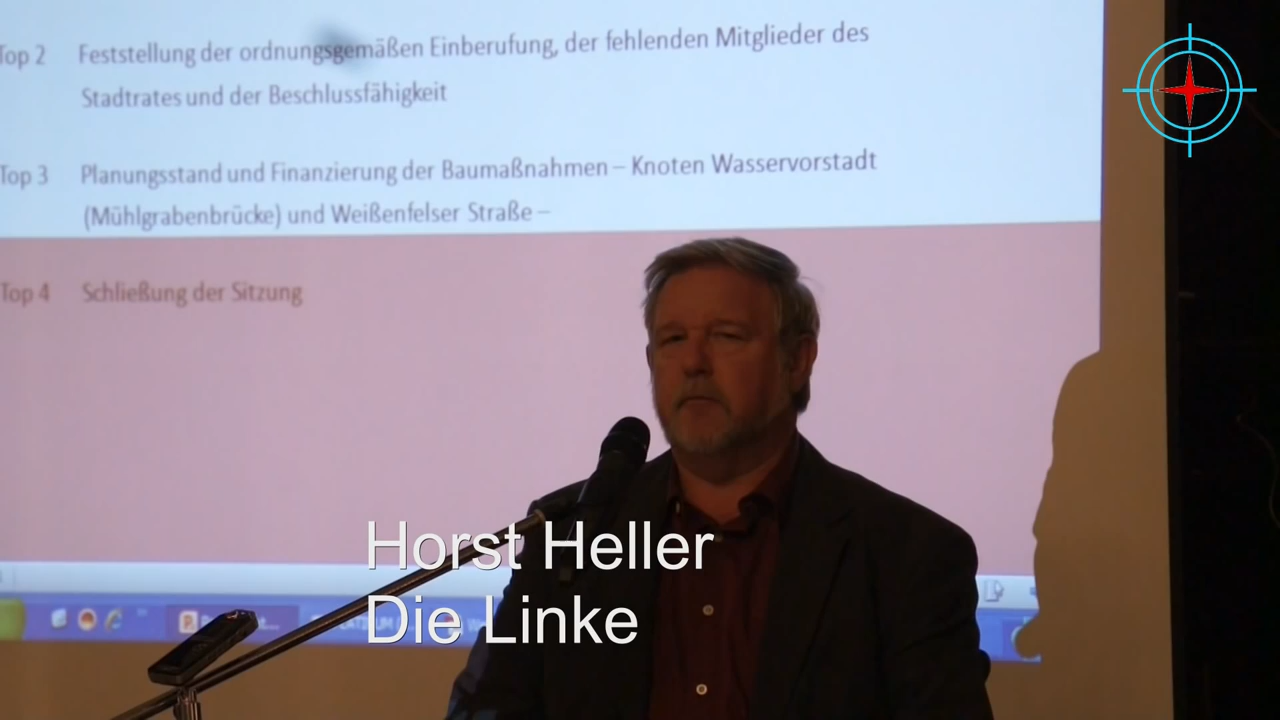 Top 2 Feststellung der ordnungsgemäßen Einberufung, der fehlenden Mitglieder des
Stadtrates und der Beschlussfähigkeit
Top 3 Planungsstand und Finanzierung der Baumaßnahmen – Knoten Wasservorstadt
(Mühlgrabenbrücke) und Weißenfelser Straße –
Top 4 Schließung der Sitzung
Horst Heller
Die Linke